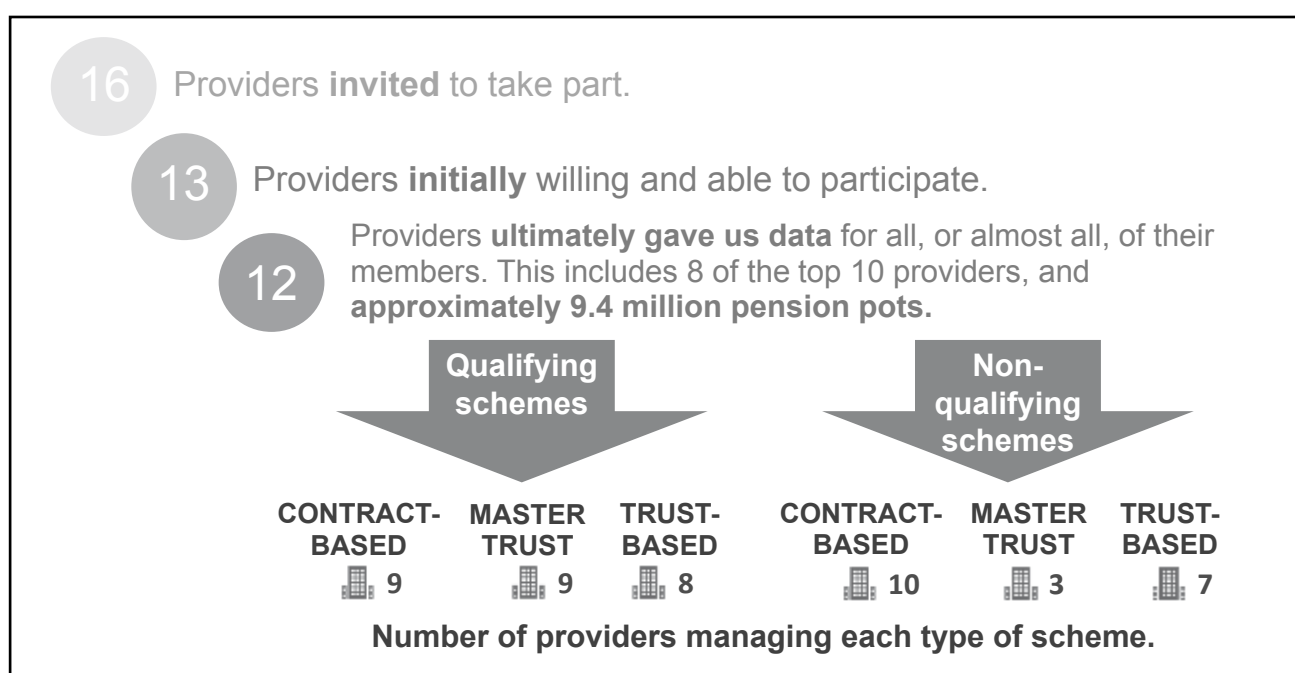 16 Providers invited to take part.
13 Providers initially willing and able to participate.
12 Providers ultimately gave us data for all, or almost all, of their
members. This includes 8 of the top 10 providers, and
approximately 9.4 million pension pots.
Qualifying
schemes
Non-
qualifying
schemes
CONTRACT-
BASED
9
MASTER
TRUST
9
TRUST-
BASED
8
CONTRACT-
BASED
10
MASTER
TRUST
3
TRUST-
BASED
7
Number of providers managing each type of scheme.